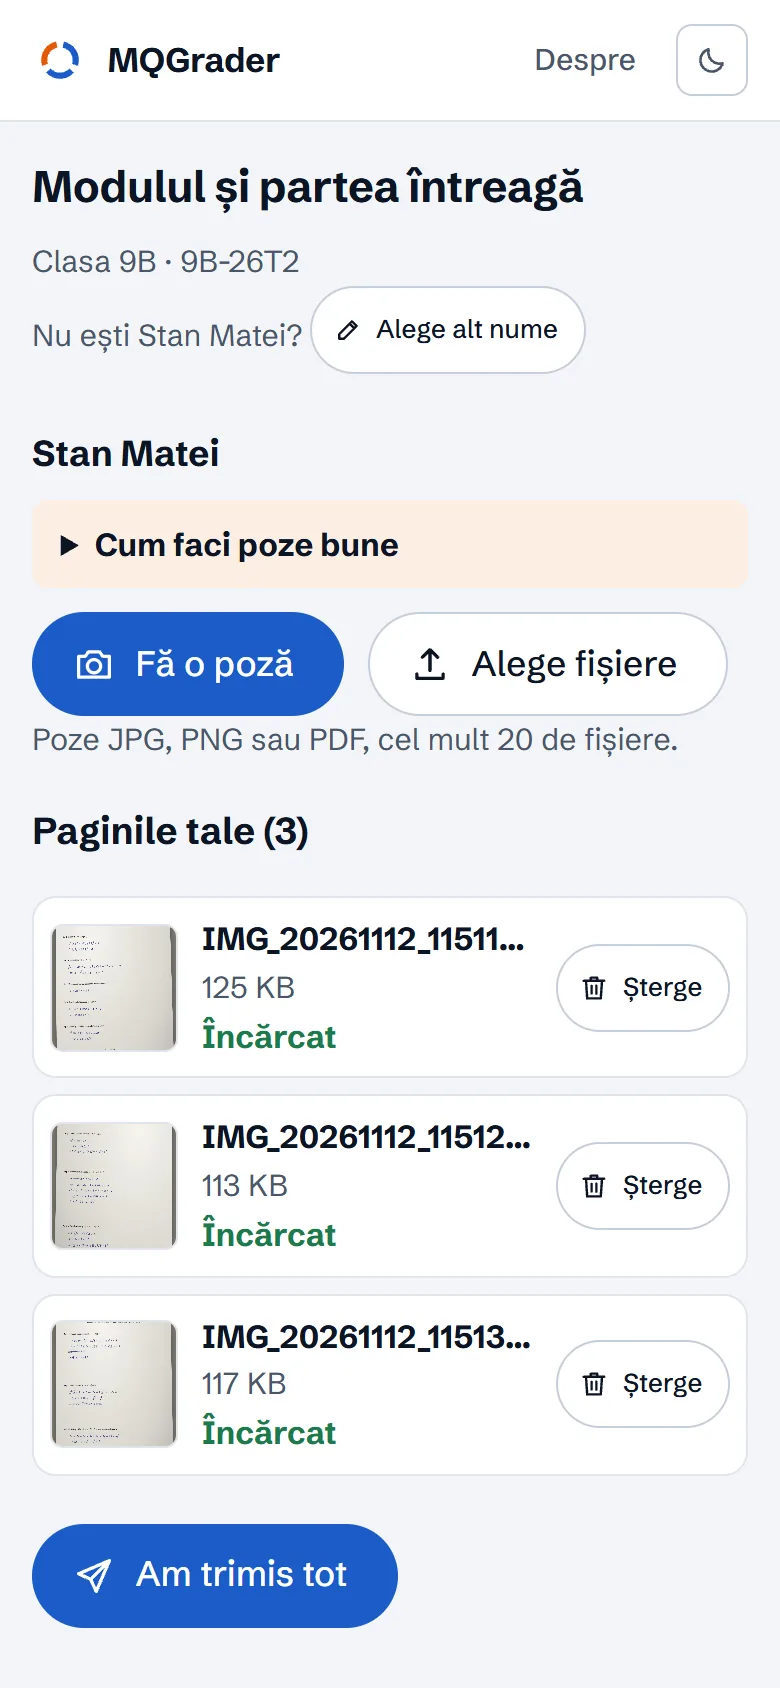 MQGrader
Despre
Modulul și partea întreagă
Clasa 9B · 9B-26T2
Nu ești Stan Matei?
Alege alt nume
Stan Matei
Cum faci poze bune
Fă o poză
Alege fișiere
Poze JPG, PNG sau PDF, cel mult 20 de fișiere.
Paginile tale (3)
IMG_20261112_11511...
125 KB
Încărcat
Șterge
IMG_20261112_11512...
113 KB
Încărcat
Șterge
IMG_20261112_11513...
117 KB
Încărcat
Șterge
Am trimis tot